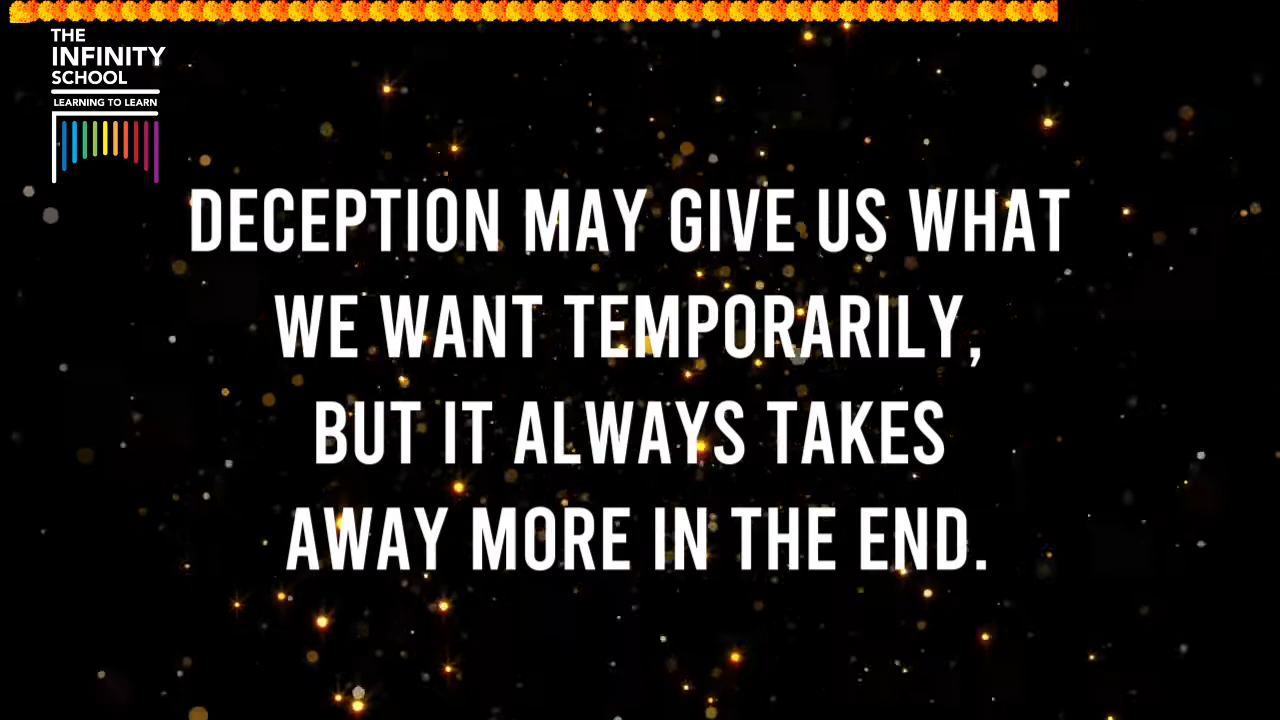 THE
INFINITY
SCHOOL
LEARNING TO LEARN
DECEPTION MAY GIVE US WHAT
WE WANT TEMPORARILY,
BUT IT ALWAYS TAKES
AWAY MORE IN THE END.